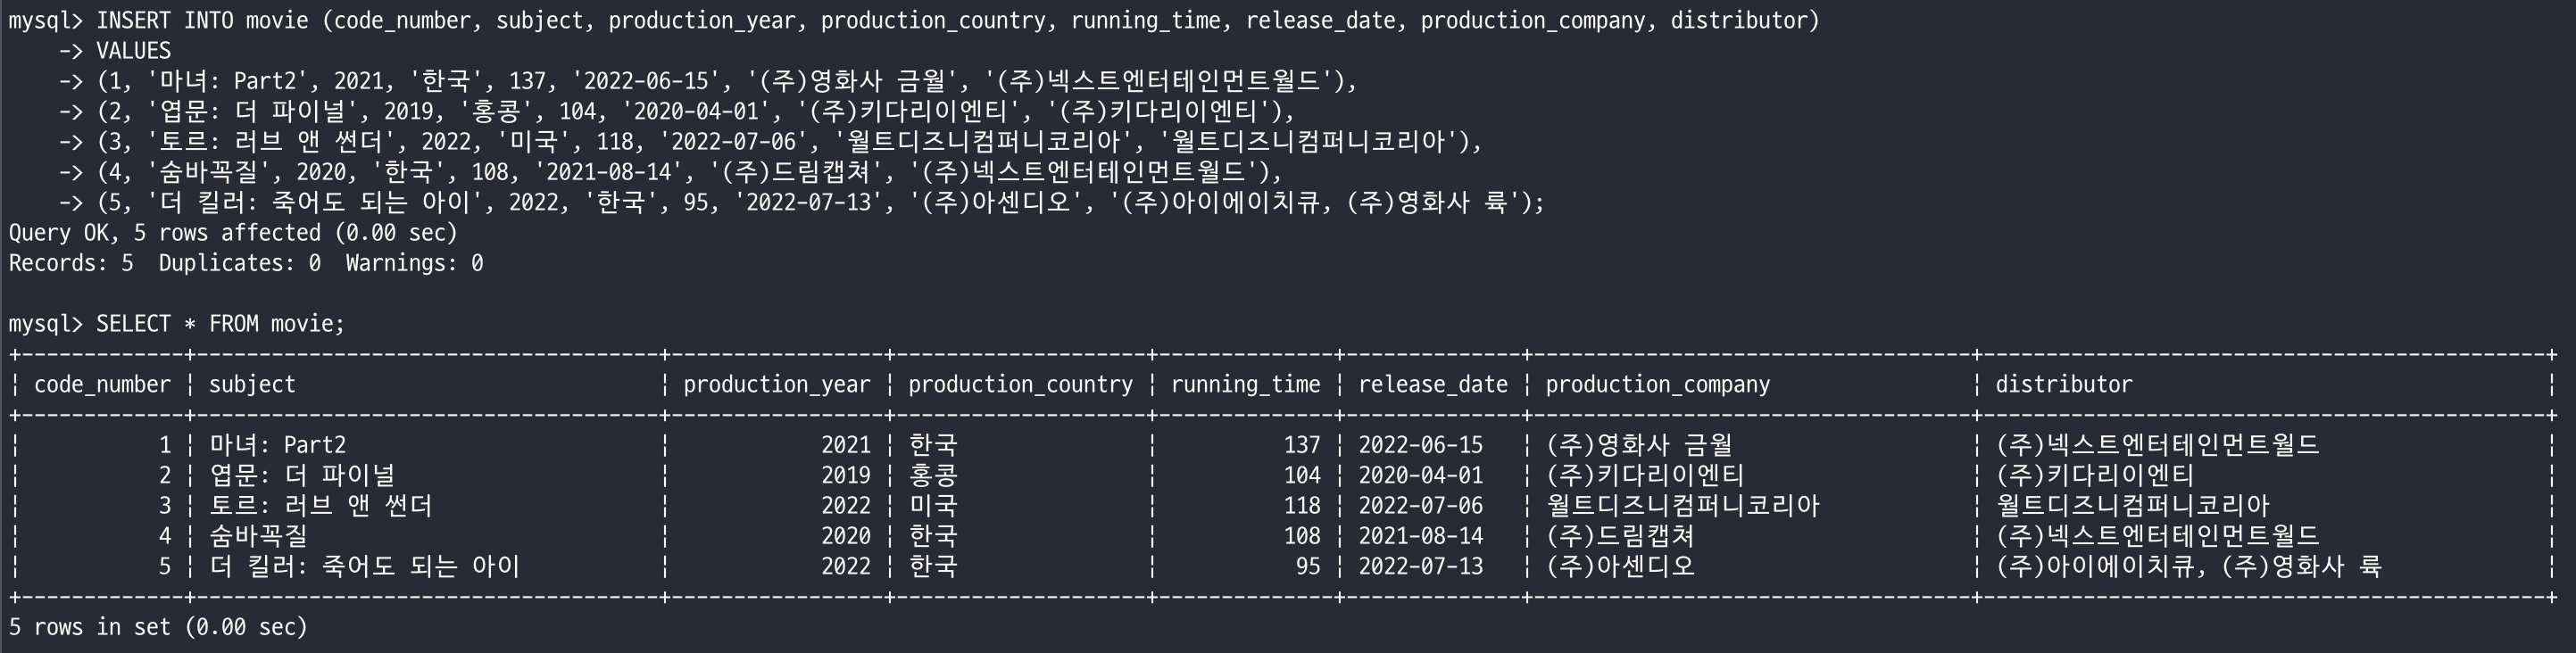 mysql> INSERT INTO movie (code_number, subject, production_year, production_country, running_time, release_date, production_company, distributor)
    -> VALUES
    -> (1, '마녀: Part2', 2021, '한국', 137, '2022-06-15', '(주)영화사 금월', '(주)넥스트엔터테인먼트월드'),
    -> (2, '엽문: 더 파이널', 2019, '홍콩', 104, '2020-04-01', '(주)키다리이엔티', '(주)키다리이엔티'),
    -> (3, '토르: 러브 앤 썬더', 2022, '미국', 118, '2022-07-06', '월트디즈니컴퍼니코리아', '월트디즈니컴퍼니코리아'),
    -> (4, '숨바꼭질', 2020, '한국', 108, '2021-08-14', '(주)드림캡쳐', '(주)넥스트엔터테인먼트월드'),
    -> (5, '더 킬러: 죽어도 되는 아이', 2022, '한국', 95, '2022-07-13', '(주)아센디오', '(주)아이에이치큐, (주)영화사 륙');
Query OK, 5 rows affected (0.00 sec)
Records: 5  Duplicates: 0  Warnings: 0
mysql> SELECT * FROM movie;
| code_number | subject | production_year | production_country | running_time | release_date | production_company | distributor |
| 1 | 마녀: Part2 | 2021 | 한국 | 137 | 2022-06-15 | (주)영화사 금월 | (주)넥스트엔터테인먼트월드 |
| 2 | 엽문: 더 파이널 | 2019 | 홍콩 | 104 | 2020-04-01 | (주)키다리이엔티 | (주)키다리이엔티 |
| 3 | 토르: 러브 앤 썬더 | 2022 | 미국 | 118 | 2022-07-06 | 월트디즈니컴퍼니코리아 | 월트디즈니컴퍼니코리아 |
| 4 | 숨바꼭질 | 2020 | 한국 | 108 | 2021-08-14 | (주)드림캡쳐 | (주)넥스트엔터테인먼트월드 |
| 5 | 더 킬러: 죽어도 되는 아이 | 2022 | 한국 | 95 | 2022-07-13 | (주)아센디오 | (주)아이에이치큐, (주)영화사 륙 |
5 rows in set (0.00 sec)